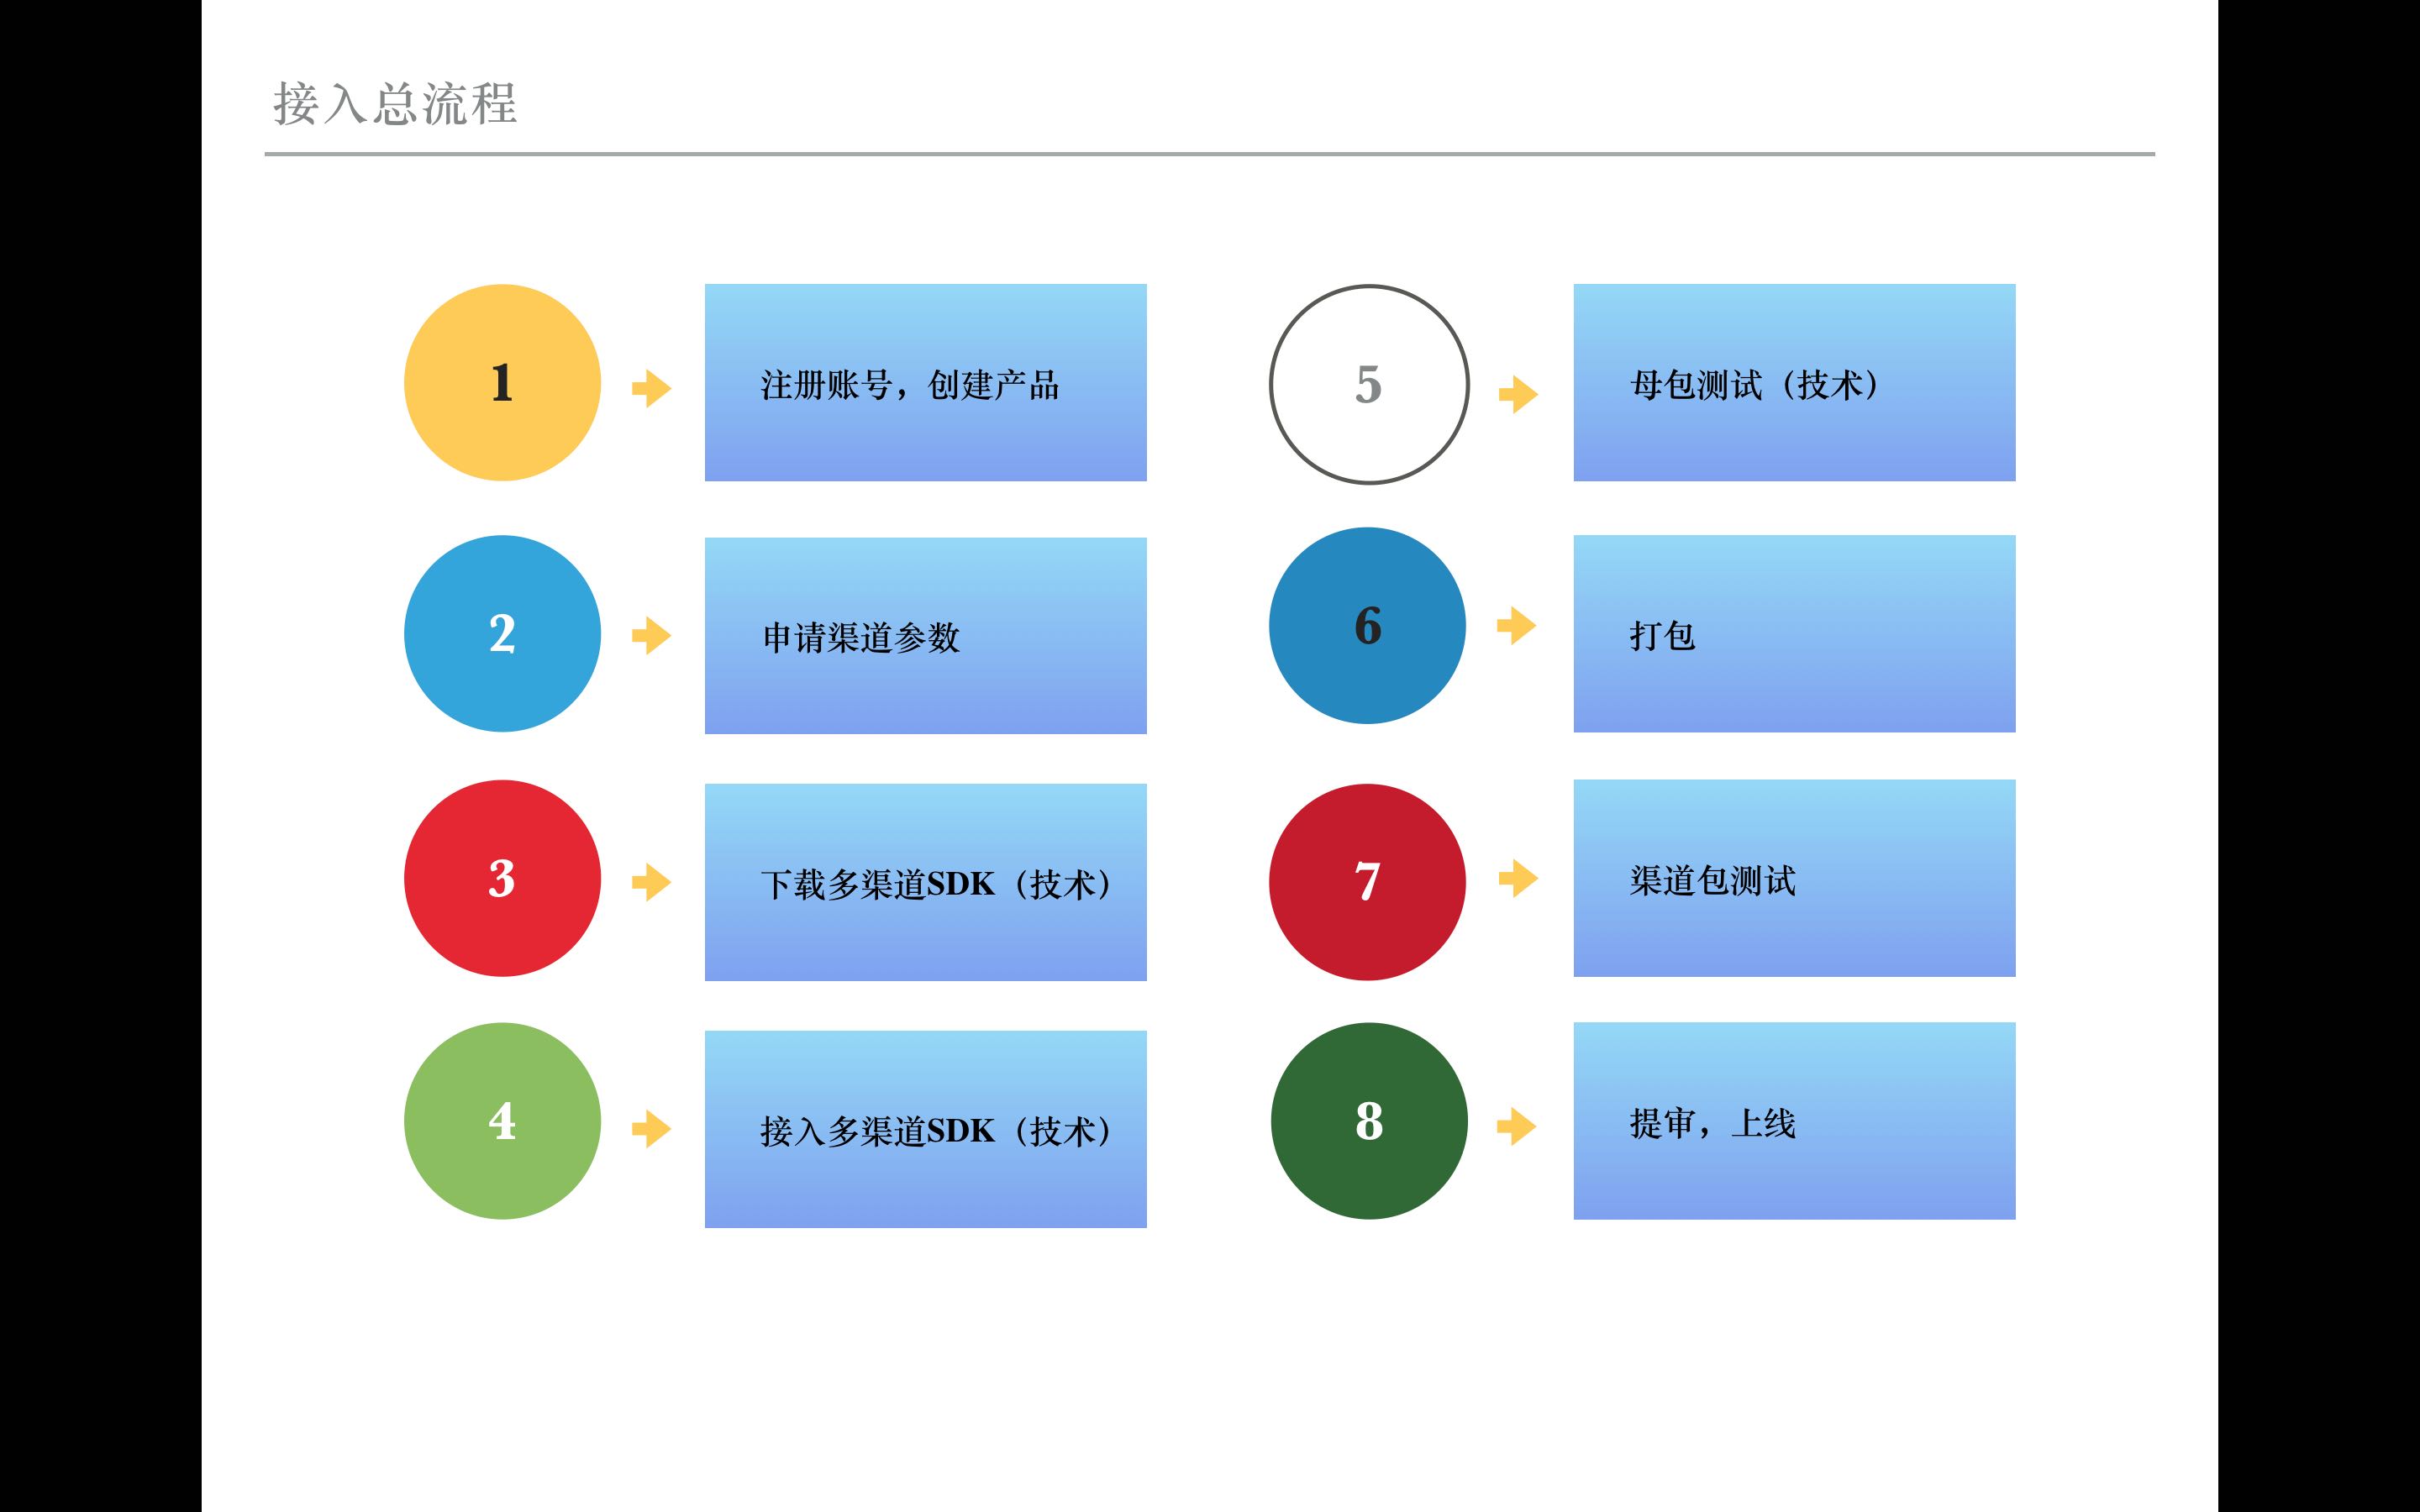 接入总流程
1
注册账号，创建产品
2
申请渠道参数
3
下载多渠道SDK（技术）
4
接入多渠道SDK（技术）
5
母包测试（技术）
6
打包
7
渠道包测试
8
提审，上线